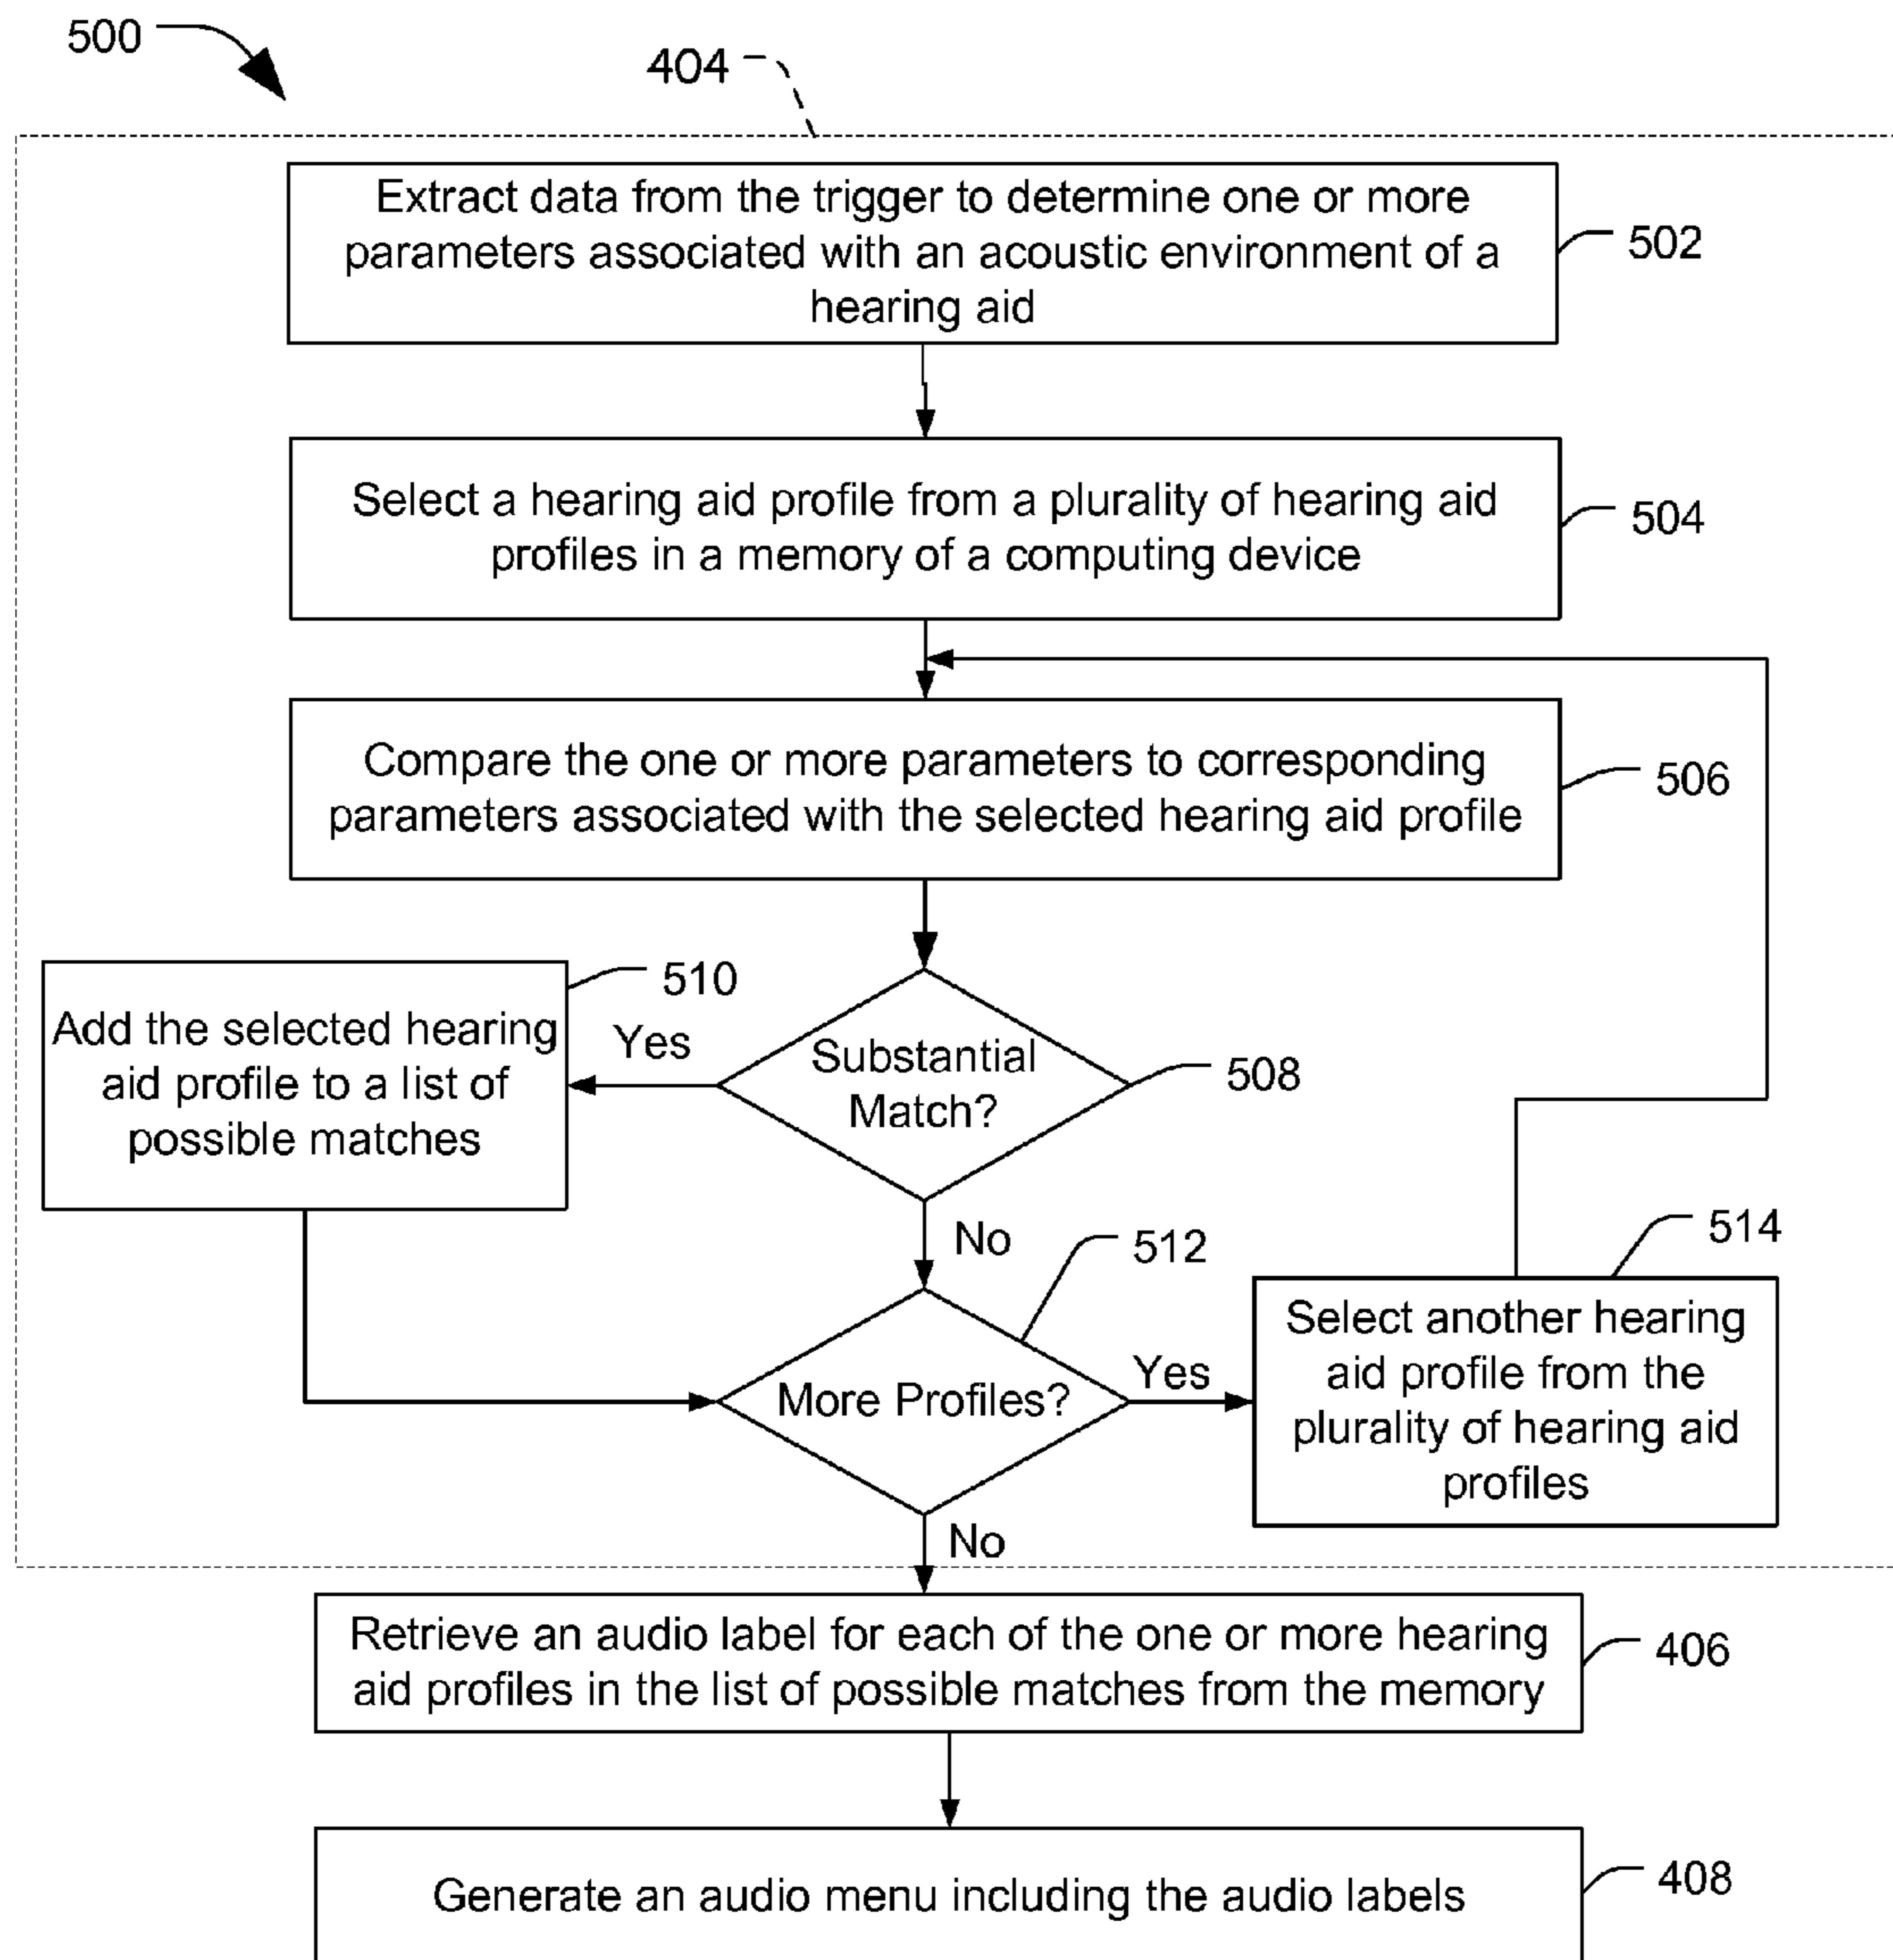 500
404
Extract data from the trigger to determine one or more
parameters associated with an acoustic environment of a
hearing aid
502
Select a hearing aid profile from a plurality of hearing aid
profiles in a memory of a computing device
504
Compare the one or more parameters to corresponding
parameters associated with the selected hearing aid profile
506
510
Add the selected hearing
aid profile to a list of
possible matches
Yes
Substantial
Match?
508
No
512
514
More Profiles?
Yes
Select another hearing
aid profile from the
plurality of hearing aid
profiles
No
Retrieve an audio label for each of the one or more hearing
aid profiles in the list of possible matches from the memory
406
Generate an audio menu including the audio labels
408